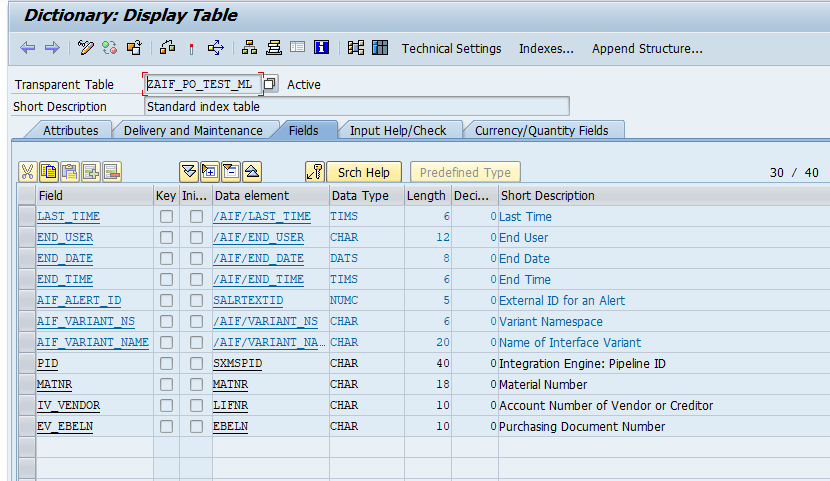 Dictionary: Display Table
Technical Settings Indexes... Append Structure...
Transparent Table ZAIF_PO_TEST_ML Active
Short Description Standard index table
Attributes Delivery and Maintenance Fields Input Help/Check Currency/Quantity Fields
Srch Help Predefined Type 30 / 40
Field Key Ini... Data element Data Type Length Deci... Short Description
LAST_TIME /AIF/LAST_TIME TIMS 6 0 Last Time
END_USER /AIF/END_USER CHAR 12 0 End User
END_DATE /AIF/END_DATE DATS 8 0 End Date
END_TIME /AIF/END_TIME TIMS 6 0 End Time
AIF_ALERT_ID SALRTEXTID NUMC 5 0 External ID for an Alert
AIF_VARIANT_NS /AIF/VARIANT_NS CHAR 6 0 Variant Namespace
AIF_VARIANT_NAME /AIF/VARIANT_NA... CHAR 20 0 Name of Interface Variant
PID SXMSPID CHAR 40 0 Integration Engine: Pipeline ID
MATNR MATNR CHAR 18 0 Material Number
IV_VENDOR LIFNR CHAR 10 0 Account Number of Vendor or Creditor
EV_EBELN EBELN CHAR 10 0 Purchasing Document Number